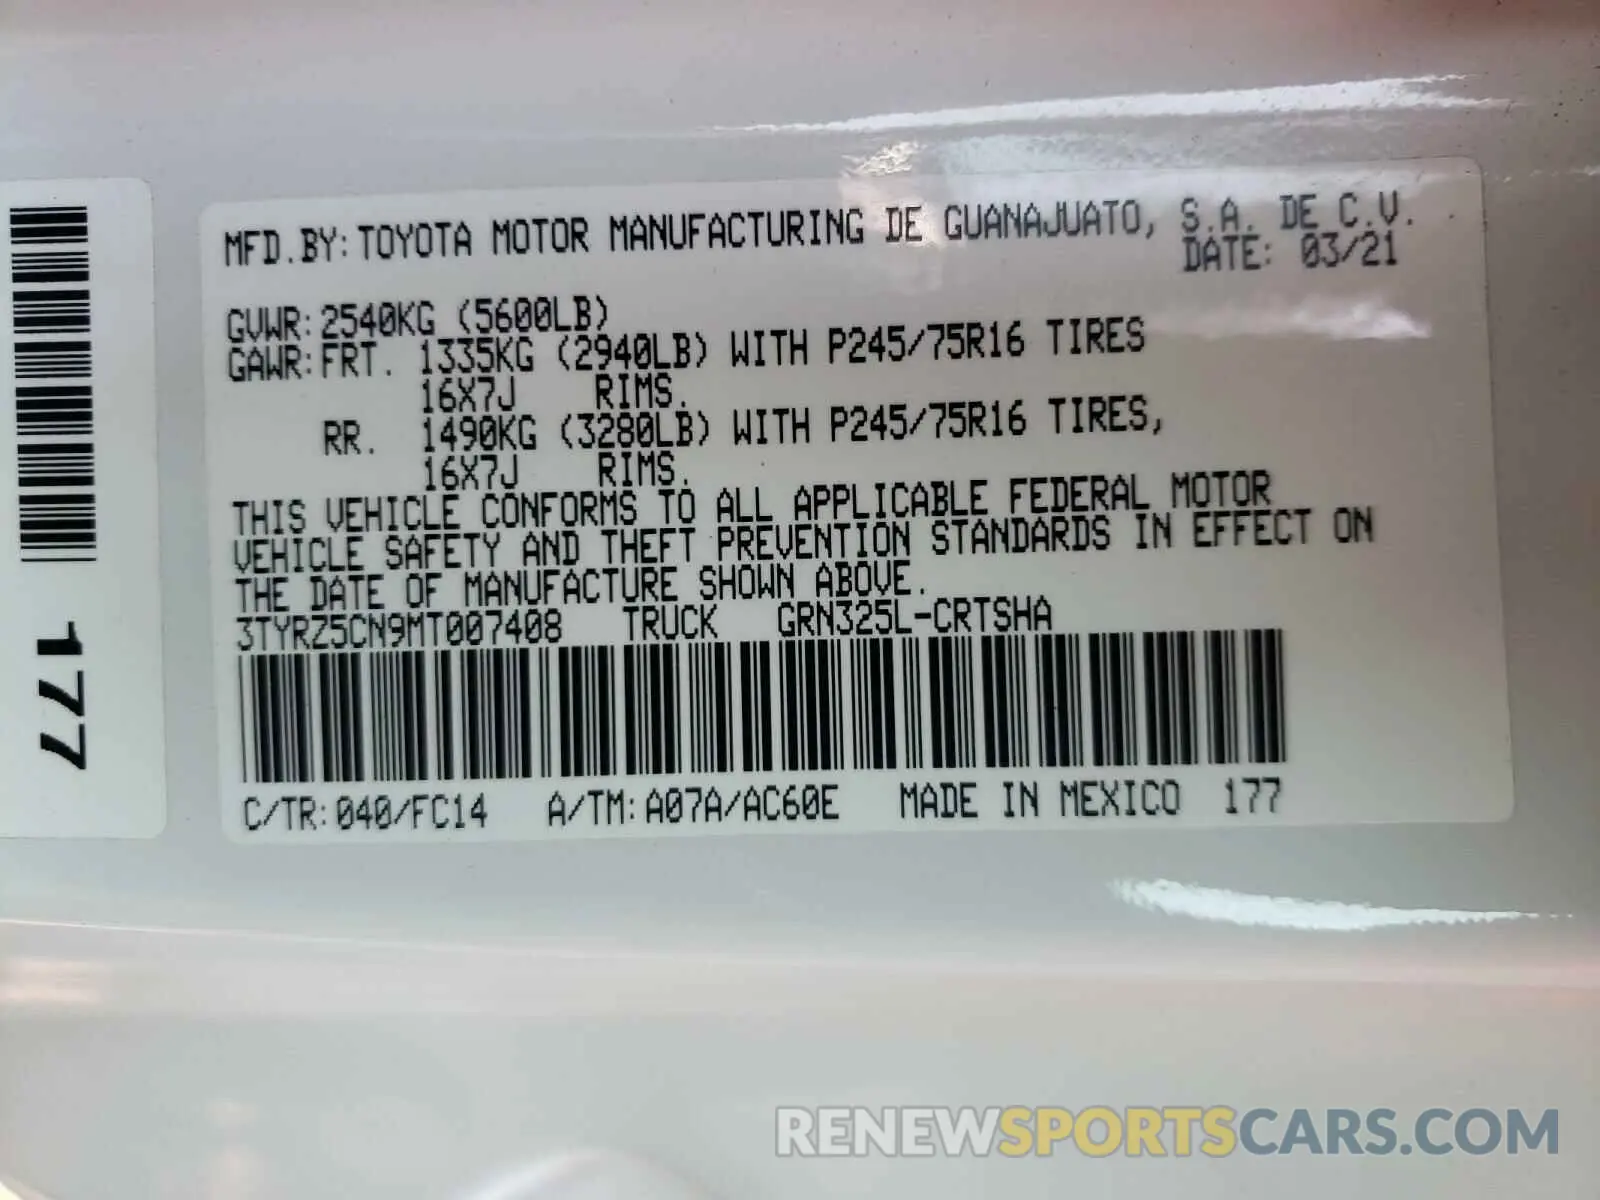 MFD.BY:TOYOTA MOTOR MANUFACTURING DE GUANAJUATO, S.A. DE C.V.
DATE: 03/21
GVWR:2540KG (5600LB)
GAWR:FRT. 1335KG (2940LB) WITH P245/75R16 TIRES
16X7J RIMS.
RR. 1490KG (3280LB) WITH P245/75R16 TIRES,
16X7J RIMS.
THIS VEHICLE CONFORMS TO ALL APPLICABLE FEDERAL MOTOR
VEHICLE SAFETY AND THEFT PREVENTION STANDARDS IN EFFECT ON
THE DATE OF MANUFACTURE SHOWN ABOVE.
3TYRZ5CN9MT007408 TRUCK GRN325L-CRTSHA
C/TR:040/FC14 A/TM:A07A/AC60E MADE IN MEXICO 177
177
RENEWSPORTSCARS.COM